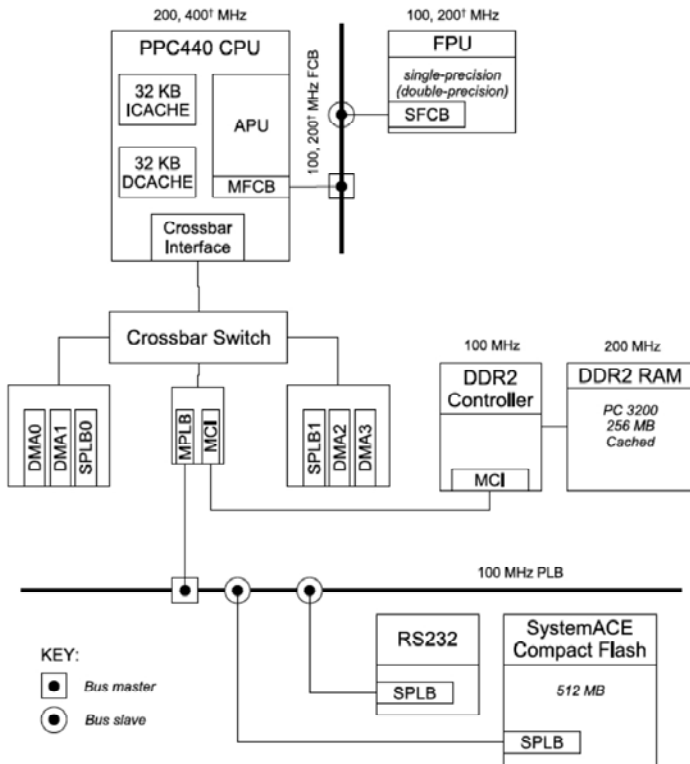 200, 400† MHz
PPC440 CPU
32 KB
ICACHE
32 KB
DCACHE
APU
MFCB
Crossbar
Interface
100, 200† MHz FCB
100, 200† MHz
FPU
single-precision
(double-precision)
SFCB
Crossbar Switch
DMA0
DMA1
SPLB0
MPLB
MCI
SPLB1
DMA2
DMA3
100 MHz
DDR2
Controller
MCI
200 MHz
DDR2 RAM
PC 3200
256 MB
Cached
100 MHz PLB
RS232
SPLB
SystemACE
Compact Flash
512 MB
SPLB
KEY:
Bus master
Bus slave